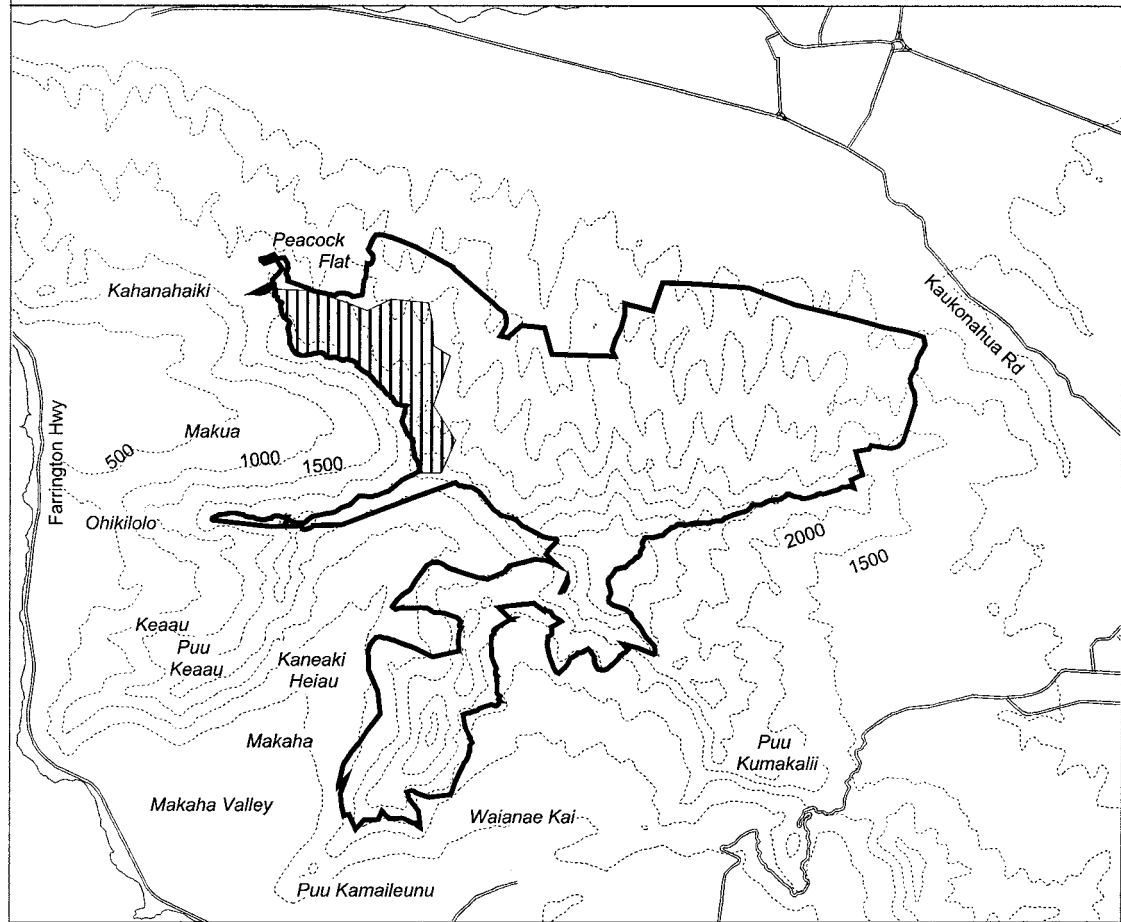 Peacock
Flat
Kahanahaiki
Kaukonahua Rd
Farrington Hwy
Makua
500
1000
1500
Ohikilolo
2000
1500
Keaau
Puu
Keaau
Kaneaki
Heiau
Makaha
Puu
Kumakalii
Makaha Valley
Waianae Kai
Puu Kamaileunu